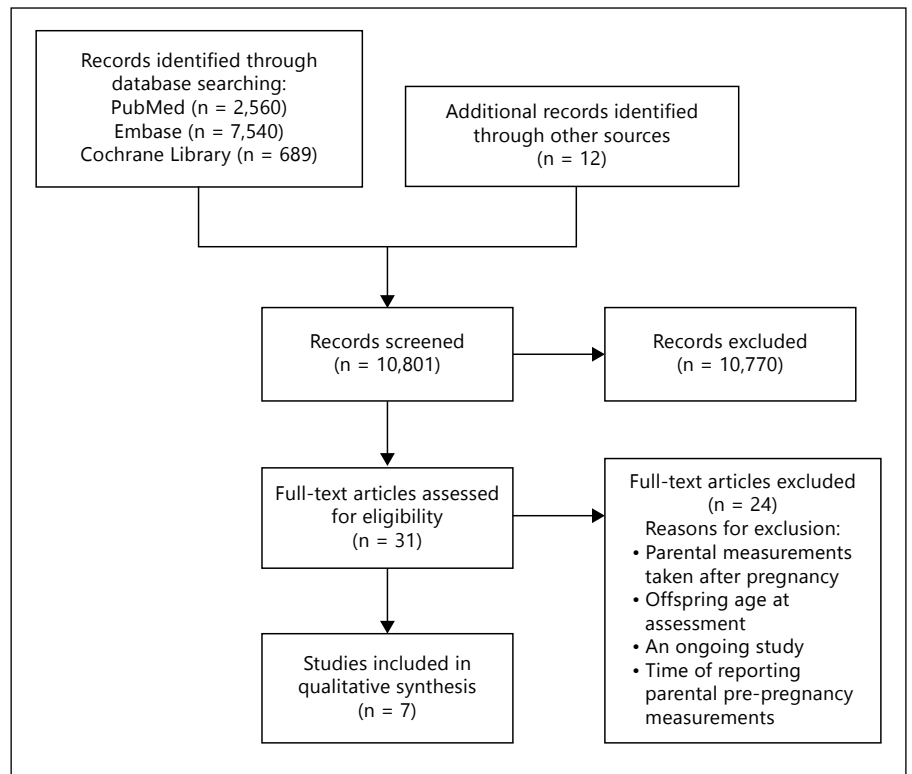 Records identified through
database searching:
PubMed (n = 2,560)
Embase (n = 7,540)
Cochrane Library (n = 689)
Additional records identified
through other sources
(n = 12)
Records screened
(n = 10,801)
Records excluded
(n = 10,770)
Full-text articles assessed
for eligibility
(n = 31)
Full-text articles excluded
(n = 24)
Reasons for exclusion:
• Parental measurements
taken after pregnancy
• Offspring age at
assessment
• An ongoing study
• Time of reporting
parental pre-pregnancy
measurements
Studies included in
qualitative synthesis
(n = 7)